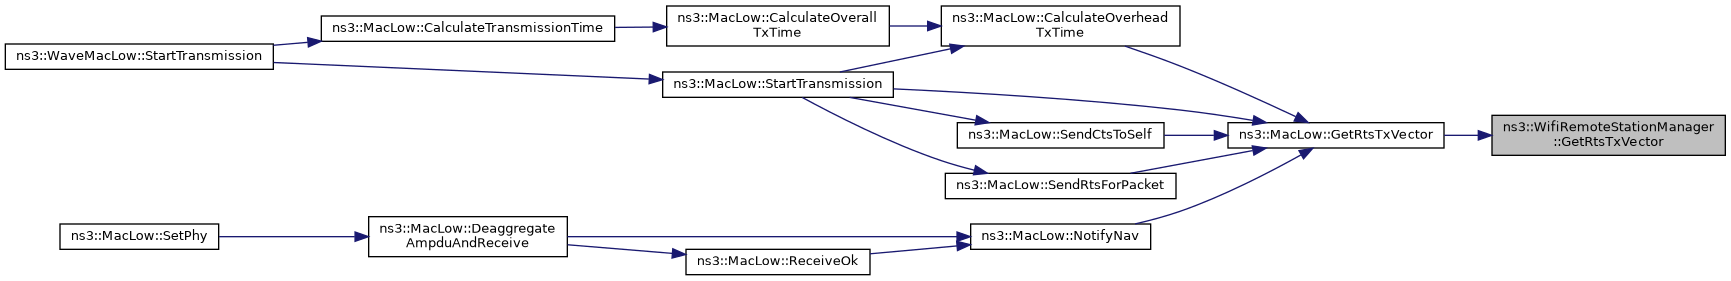 ns3::WaveMacLow::StartTransmission
ns3::MacLow::CalculateTransmissionTime
ns3::MacLow::CalculateOverall
TxTime
ns3::MacLow::CalculateOverhead
TxTime
ns3::MacLow::StartTransmission
ns3::MacLow::SendCtsToSelf
ns3::MacLow::GetRtsTxVector
ns3::WifiRemoteStationManager
::GetRtsTxVector
ns3::MacLow::SendRtsForPacket
ns3::MacLow::SetPhy
ns3::MacLow::Deaggregate
AmpduAndReceive
ns3::MacLow::NotifyNav
ns3::MacLow::ReceiveOk